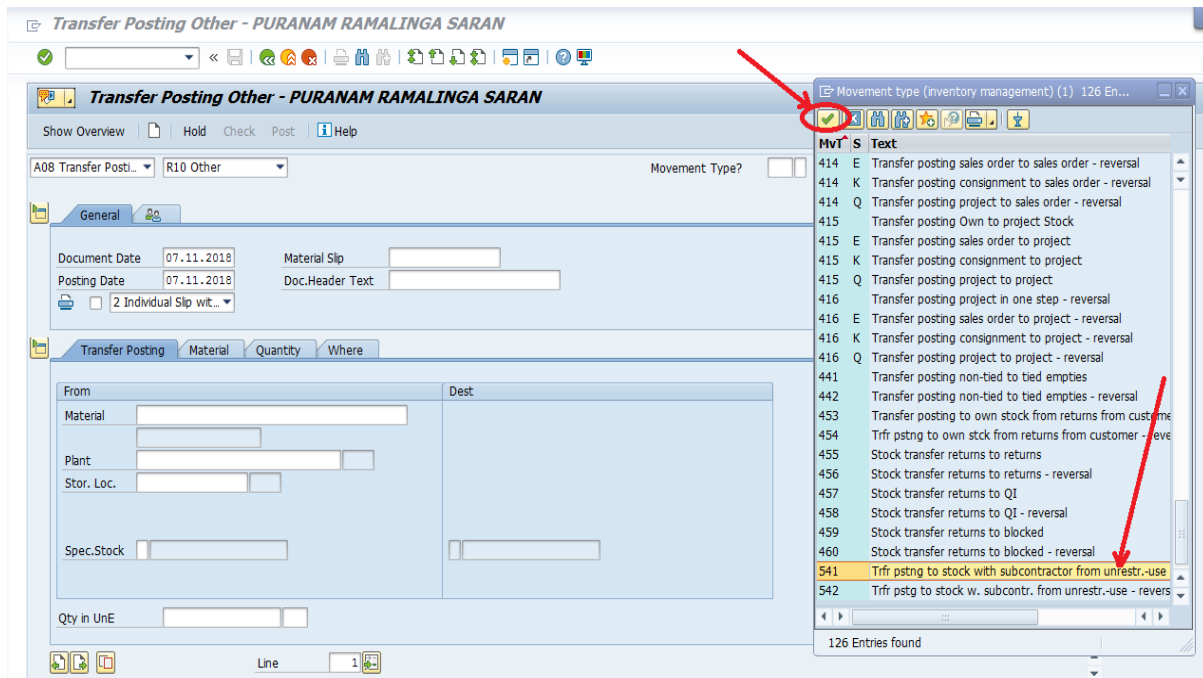 Transfer Posting Other - PURANAM RAMALINGA SARAN
Transfer Posting Other - PURANAM RAMALINGA SARAN
Show Overview Hold Check Post Help
A08 Transfer Posti... R10 Other Movement Type?
General
Document Date 07.11.2018 Material Slip
Posting Date 07.11.2018 Doc.Header Text
2 Individual Slip wit...
Transfer Posting Material Quantity Where
From Dest
Material
Plant
Stor. Loc.
Spec.Stock
Qty in UnE
Line 1
Movement type (inventory management) (1) 126 En...
MvT S Text
414 E Transfer posting sales order to sales order - reversal
414 K Transfer posting consignment to sales order - reversal
414 Q Transfer posting project to sales order - reversal
415 Transfer posting Own to project Stock
415 E Transfer posting sales order to project
415 K Transfer posting consignment to project
415 Q Transfer posting project to project
416 Transfer posting project in one step - reversal
416 E Transfer posting sales order to project - reversal
416 K Transfer posting consignment to project - reversal
416 Q Transfer posting project to project - reversal
441 Transfer posting non-tied to tied empties
442 Transfer posting non-tied to tied empties - reversal
453 Transfer posting to own stock from returns from custome
454 Trfr pstng to own stck from returns from customer - reve
455 Stock transfer returns to returns
456 Stock transfer returns to returns - reversal
457 Stock transfer returns to QI
458 Stock transfer returns to QI - reversal
459 Stock transfer returns to blocked
460 Stock transfer returns to blocked - reversal
541 Trfr pstng to stock with subcontractor from unrestr.-use
542 Trfr pstg to stock w. subcontr. from unrestr.-use - revers
126 Entries found